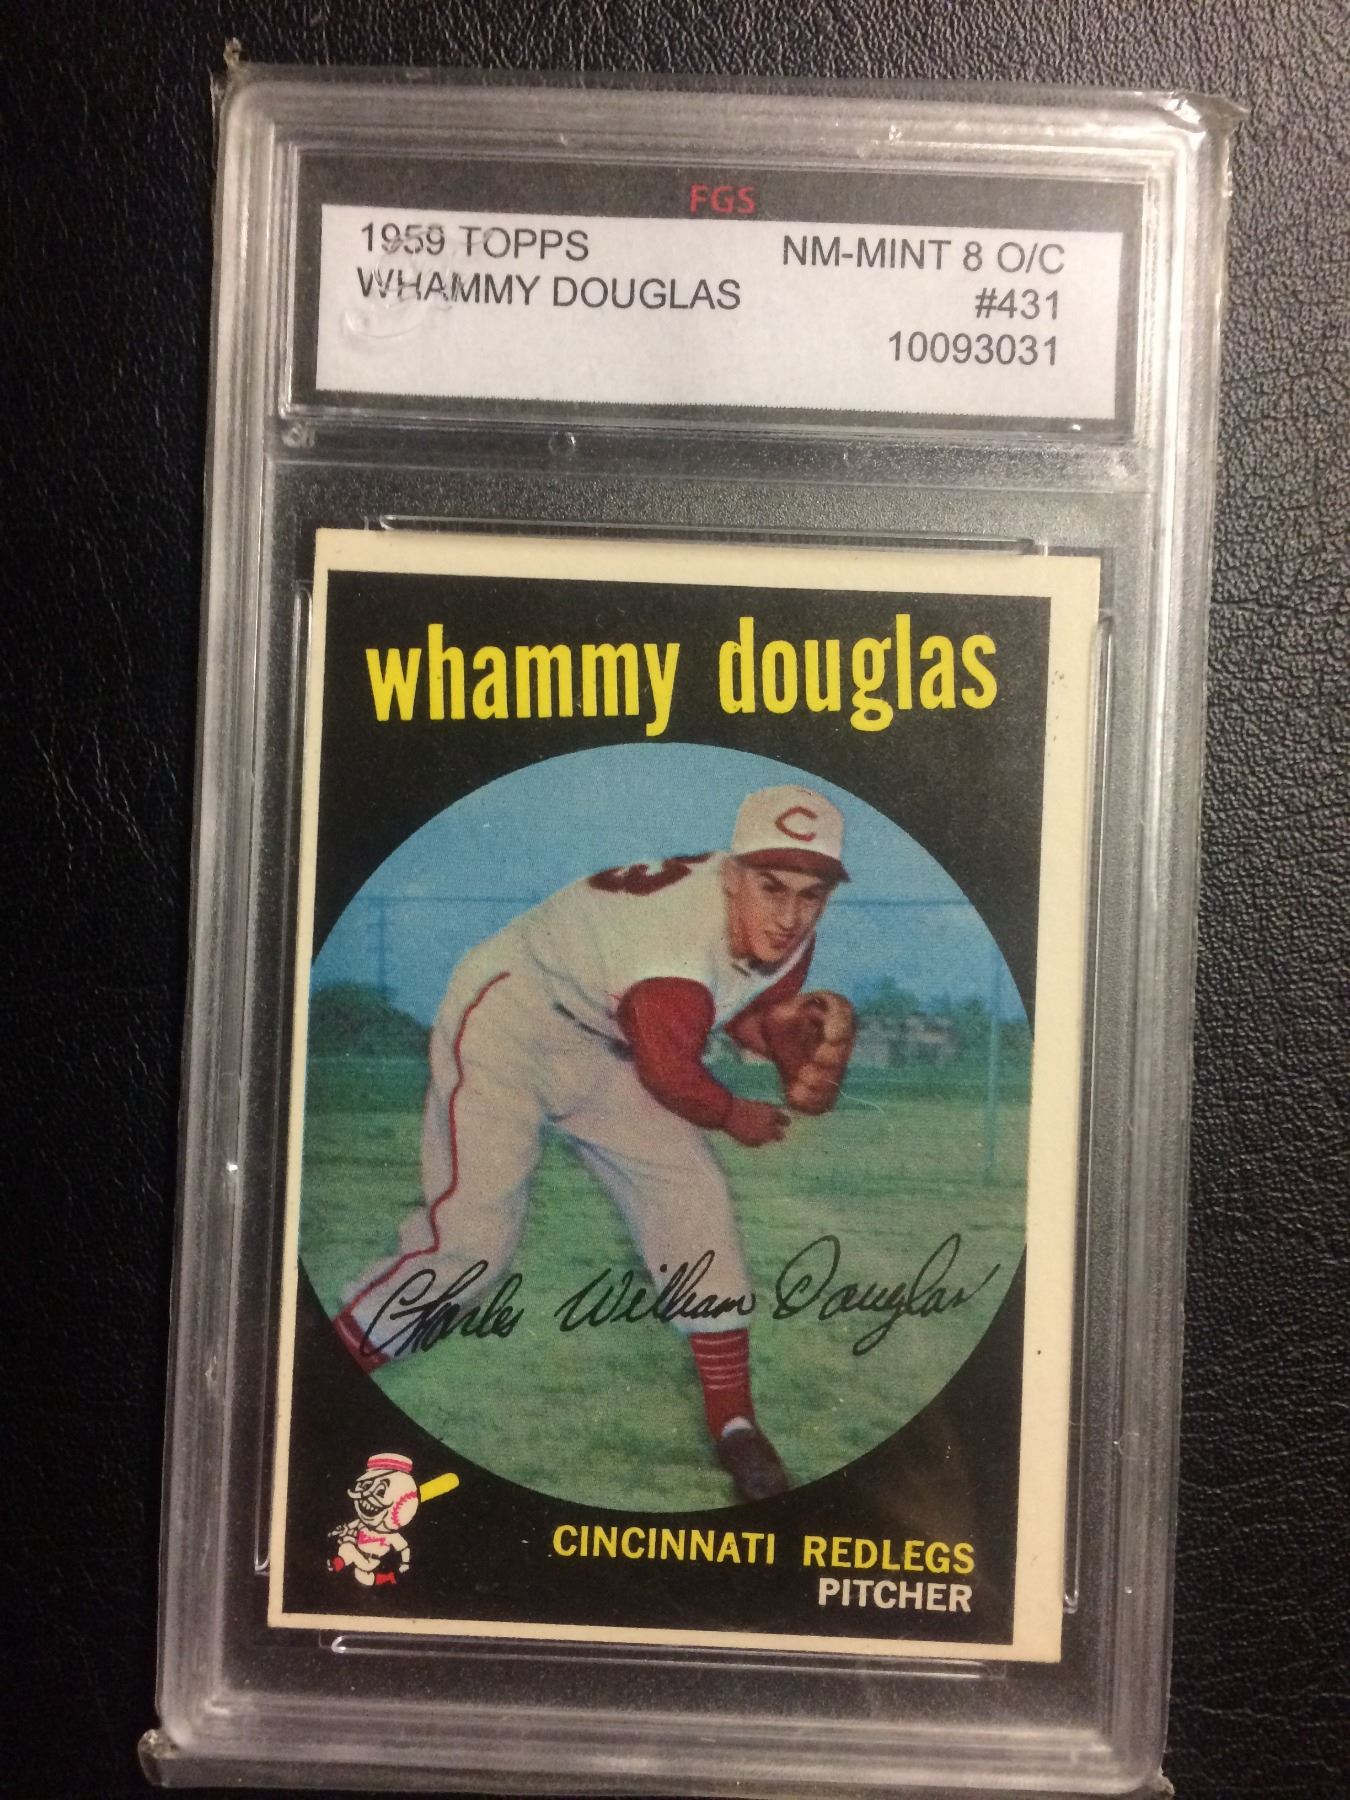 FGS
1959 TOPPS NM-MINT 8 O/C
WHAMMY DOUGLAS #431
10093031
whammy douglas
C
Charles William Douglas
CINCINNATI REDLEGS
PITCHER